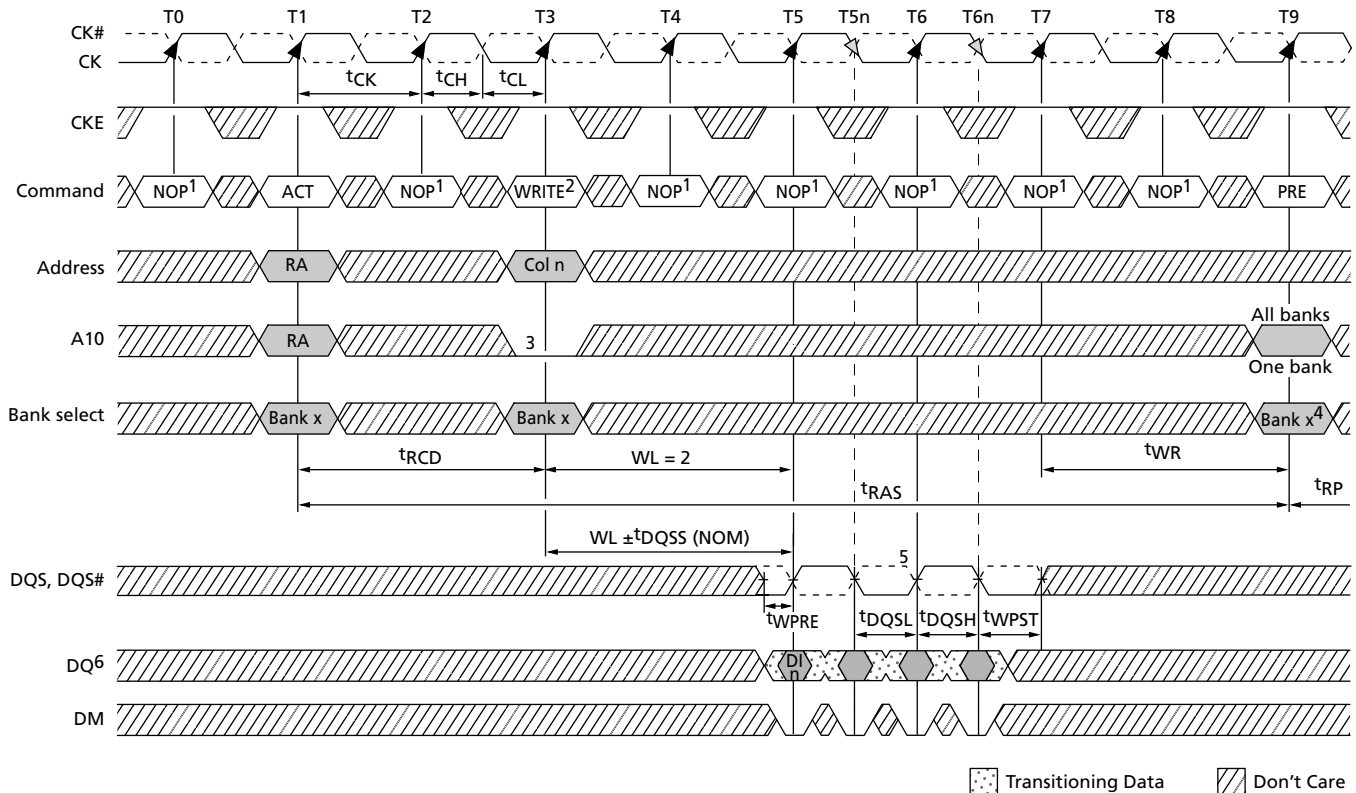 T0 T1 T2 T3 T4 T5 T5n T6 T6n T7 T8 T9
CK#
CK
tCK tCH tCL
CKE
Command NOP1 ACT NOP1 WRITE2 NOP1 NOP1 NOP1 NOP1 NOP1 PRE
Address RA Col n
All banks
A10 RA 3
One bank
Bank select Bank x Bank x Bank x4
tRCD WL = 2 tWR
tRAS tRP
WL ±tDQSS (NOM)
5
DQS, DQS#
tWPRE tDQSL tDQSH tWPST
DQ6 DI n
DM
Transitioning Data Don't Care